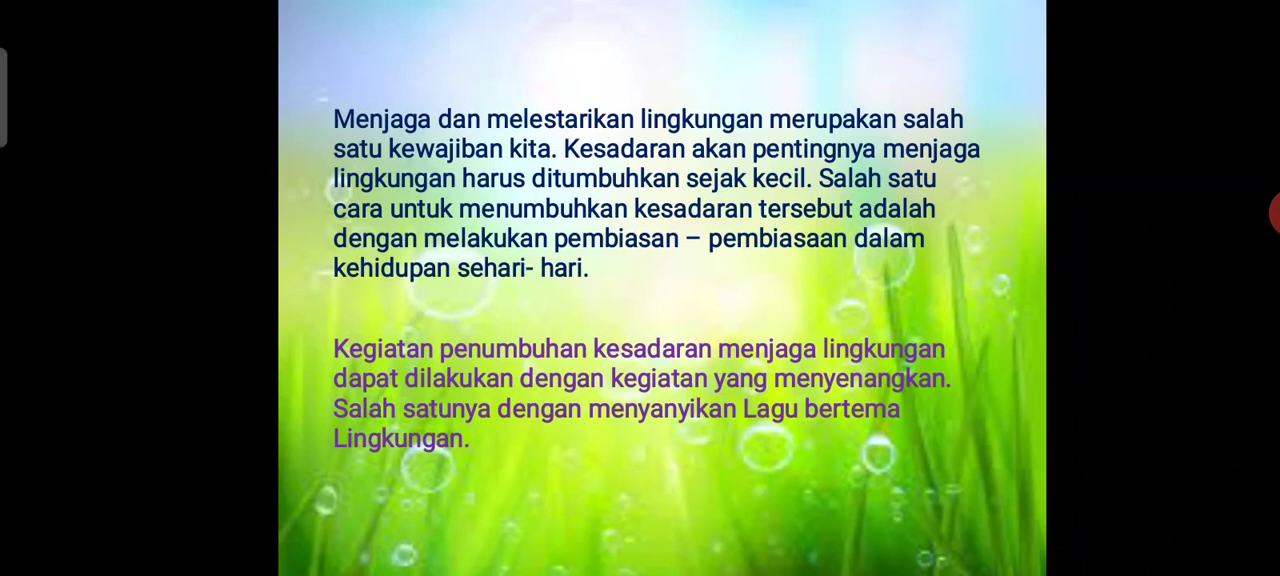 Menjaga dan melestarikan lingkungan merupakan salah
satu kewajiban kita. Kesadaran akan pentingnya menjaga
lingkungan harus ditumbuhkan sejak kecil. Salah satu
cara untuk menumbuhkan kesadaran tersebut adalah
dengan melakukan pembiasan – pembiasaan dalam
kehidupan sehari- hari.
Kegiatan penumbuhan kesadaran menjaga lingkungan
dapat dilakukan dengan kegiatan yang menyenangkan.
Salah satunya dengan menyanyikan Lagu bertema
Lingkungan.